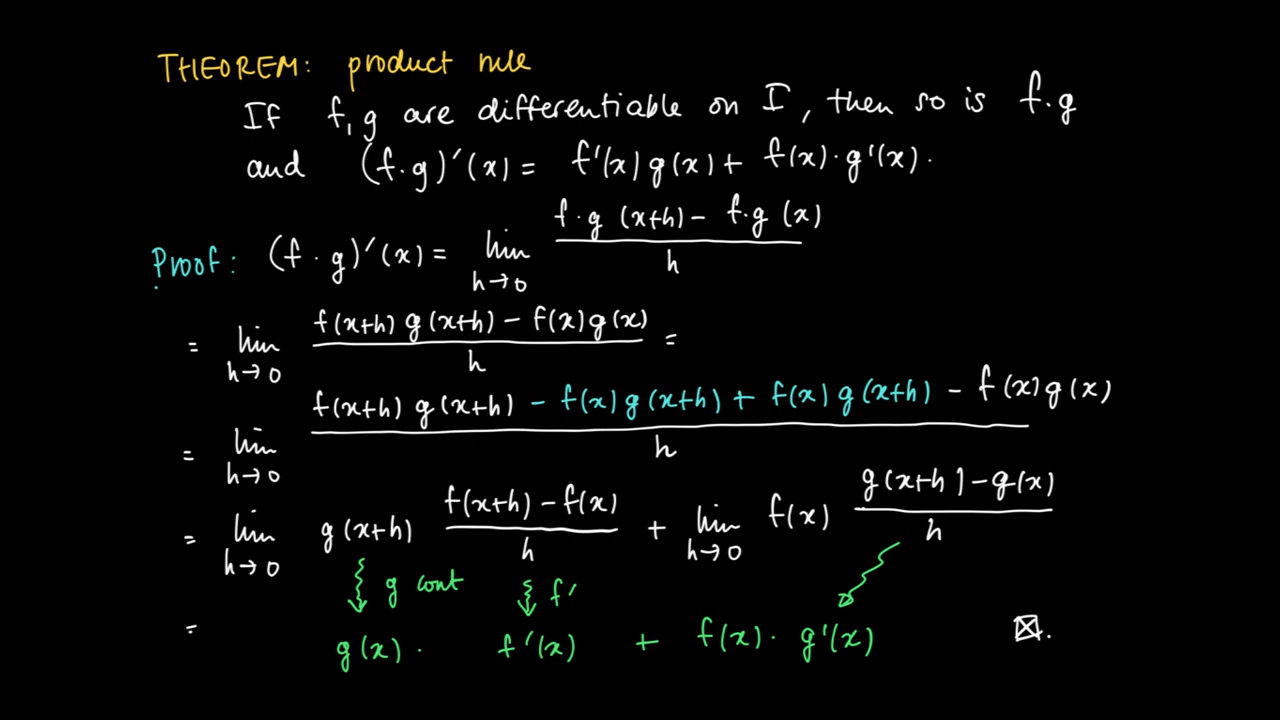 THEOREM: product rule
If f, g are differentiable on I, then so is f·g
and (f·g)'(x) = f'(x) g(x) + f(x)·g'(x).
Proof: (f·g)'(x) = lim h→0 (f·g (x+h) − f·g (x)) / h
= lim h→0 (f(x+h) g(x+h) − f(x) g(x)) / h =
= lim h→0 (f(x+h) g(x+h) − f(x) g(x+h) + f(x) g(x+h) − f(x) g(x)) / h
= lim h→0 g(x+h) (f(x+h) − f(x)) / h + lim h→0 f(x) (g(x+h) − g(x)) / h
g cont f'
= g(x) · f'(x) + f(x) · g'(x) ☒.